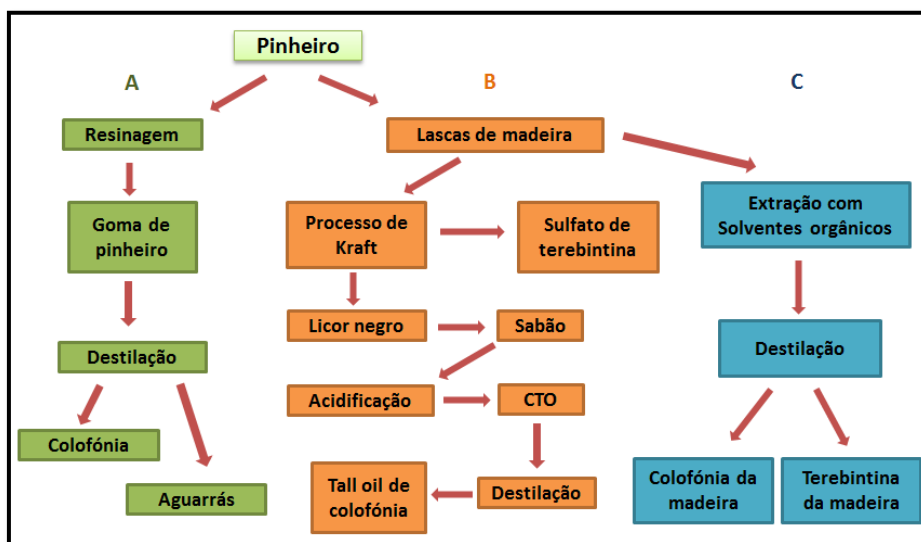 Pinheiro
A
B
C
Resinagem
Lascas de madeira
Goma de
pinheiro
Processo de
Kraft
Sulfato de
terebintina
Extração com
Solventes orgânicos
Licor negro
Sabão
Destilação
Destilação
Acidificação
CTO
Colofónia
Aguarrás
Tall oil de
colofónia
Destilação
Colofónia da
madeira
Terebintina
da madeira